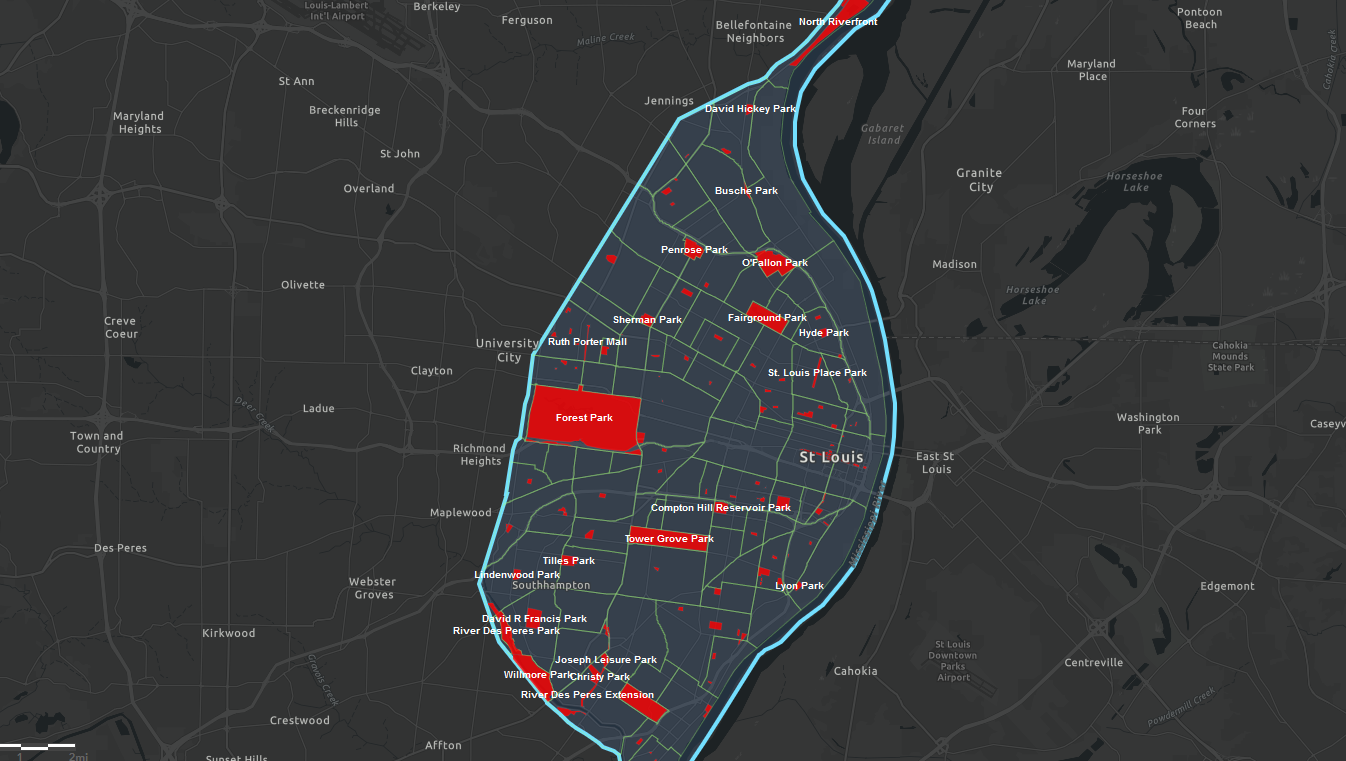 Louis-Lambert
Int'l Airport
Berkeley
Ferguson
Maline Creek
Bellefontaine
Neighbors
North Riverfront
Pontoon
Beach
Cahokia Creek
Maryland
Place
St Ann
Jennings
David Hickey Park
Breckenridge
Hills
Maryland
Heights
Four
Corners
Gabaret
Island
St John
Overland
Busche Park
Granite
City
Horseshoe
Lake
Penrose Park
O'Fallon Park
Madison
Olivette
Horseshoe
Lake
Creve
Coeur
Sherman Park
Fairground Park
Hyde Park
University
City
Ruth Porter Mall
Cahokia
Mounds
State Park
Clayton
St. Louis Place Park
Ladue
Deer Creek
Forest Park
Washington
Park
Caseyv
Town and
Country
Richmond
Heights
St Louis
East St
Louis
Maplewood
Compton Hill Reservoir Park
Mississippi River
Des Peres
Tower Grove Park
Tilles Park
Lindenwood Park
Southhampton
Lyon Park
Webster
Groves
Edgemont
David R Francis Park
River Des Peres Park
Kirkwood
St Louis
Downtown
Parks
Airport
Joseph Leisure Park
Willmore Park
Christy Park
Cahokia
Centreville
Gravois Creek
River Des Peres Extension
Powdermill Creek
Crestwood
Affton
Sunset Hills
1
2mi